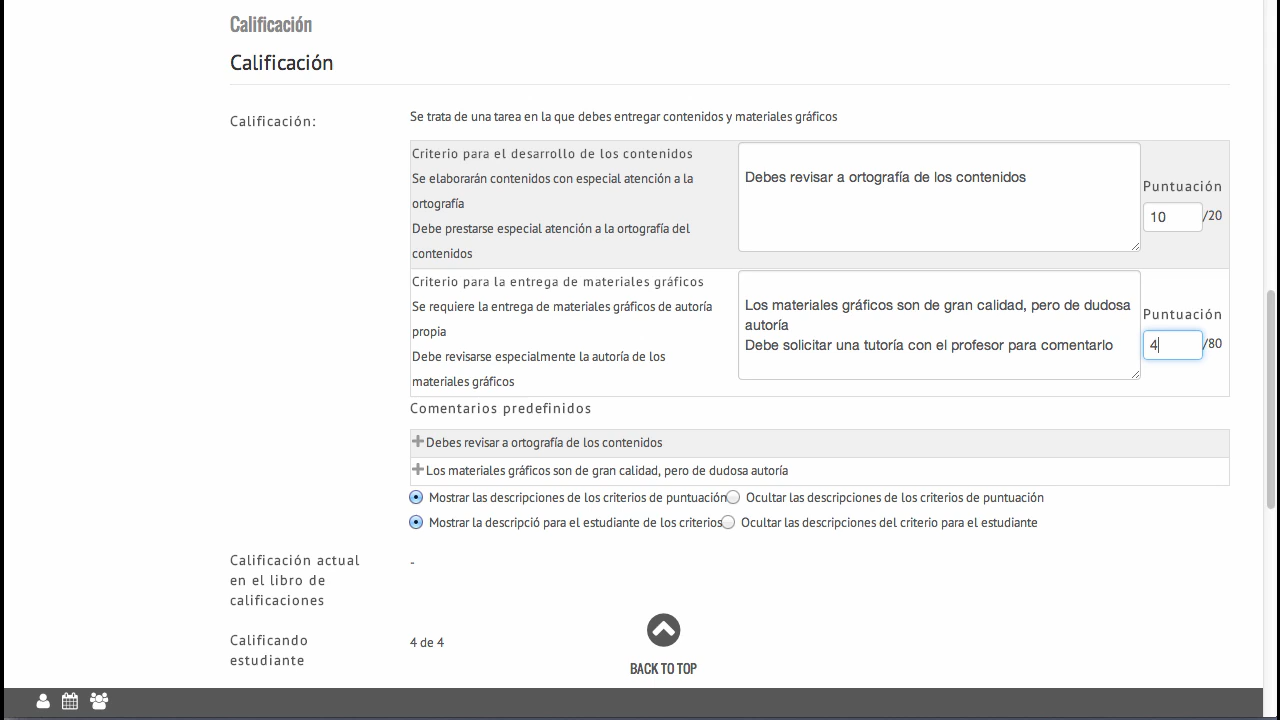 Calificación
Calificación
Calificación:
Se trata de una tarea en la que debes entregar contenidos y materiales gráficos
Criterio para el desarrollo de los contenidos
Se elaborarán contenidos con especial atención a la
ortografía
Debe prestarse especial atención a la ortografía del
contenidos
Debes revisar a ortografía de los contenidos
Puntuación
10 /20
Criterio para la entrega de materiales gráficos
Se requiere la entrega de materiales gráficos de autoría
propia
Debe revisarse especialmente la autoría de los
materiales gráficos
Los materiales gráficos son de gran calidad, pero de dudosa
autoría
Debe solicitar una tutoría con el profesor para comentarlo
Puntuación
4 /80
Comentarios predefinidos
Debes revisar a ortografía de los contenidos
Los materiales gráficos son de gran calidad, pero de dudosa autoría
Mostrar las descripciones de los criterios de puntuación Ocultar las descripciones de los criterios de puntuación
Mostrar la descripció para el estudiante de los criterios Ocultar las descripciones del criterio para el estudiante
Calificación actual
en el libro de
calificaciones
-
Calificando
estudiante
4 de 4
BACK TO TOP